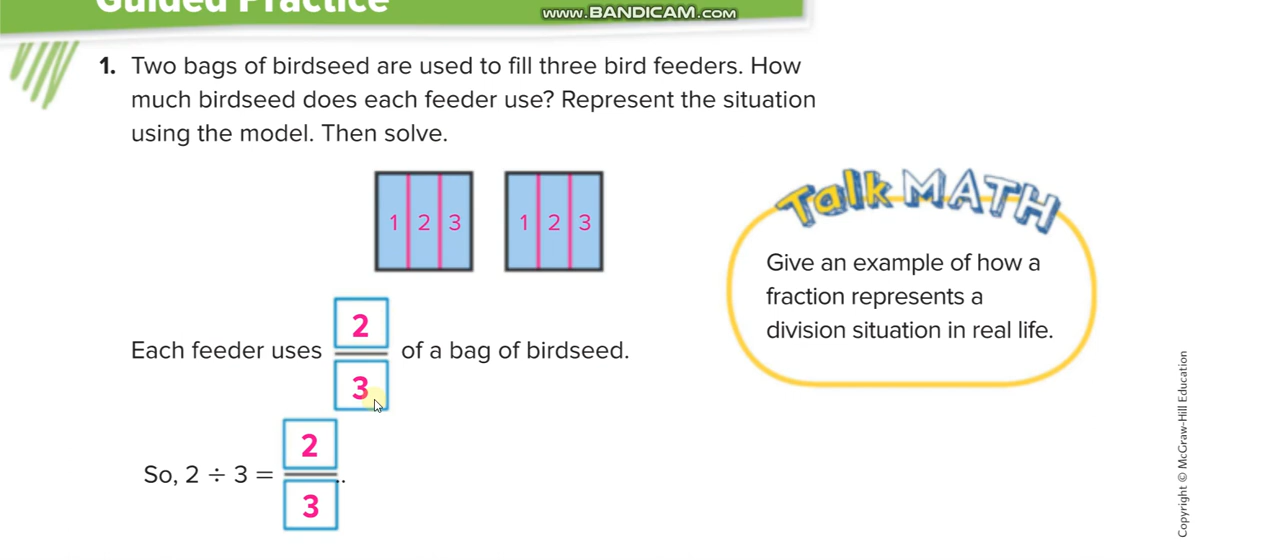 Guided Practice
www.BANDICAM.com
1. Two bags of birdseed are used to fill three bird feeders. How
much birdseed does each feeder use? Represent the situation
using the model. Then solve.
1 2 3 1 2 3
Each feeder uses 2/3 of a bag of birdseed.
So, 2 ÷ 3 = 2/3.
Talk MATH
Give an example of how a
fraction represents a
division situation in real life.
Copyright © McGraw-Hill Education